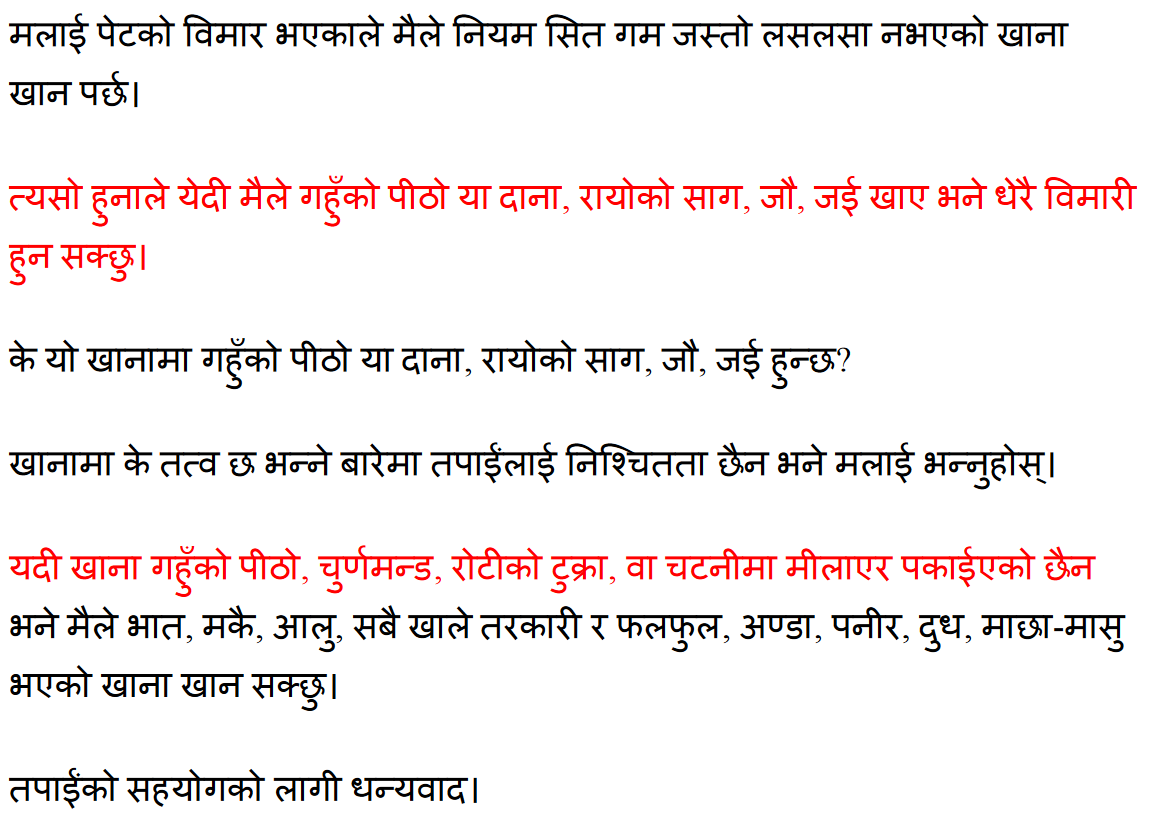 मलाई पेटको विमार भएकाले मैले नियम सित गम जस्तो लसलसा नभएको खाना
खान पर्छ।
त्यसो हुनाले येदी मैले गहुँको पीठो या दाना, रायोको साग, जौ, जई खाए भने धेरै विमारी
हुन सक्छु।
के यो खानामा गहुँको पीठो या दाना, रायोको साग, जौ, जई हुन्छ?
खानामा के तत्व छ भन्ने बारेमा तपाईंलाई निश्चितता छैन भने मलाई भन्नुहोस्।
यदी खाना गहुँको पीठो, चुर्णमन्ड, रोटीको टुक्रा, वा चटनीमा मीलाएर पकाईएको छैन
भने मैले भात, मकै, आलु, सबै खाले तरकारी र फलफुल, अण्डा, पनीर, दुध, माछा-मासु
भएको खाना खान सक्छु।
तपाईंको सहयोगको लागी धन्यवाद।